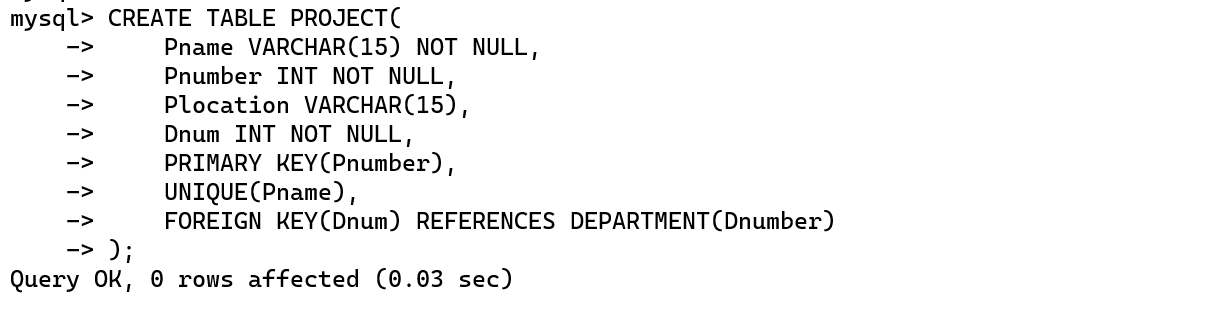 mysql> CREATE TABLE PROJECT(
    ->     Pname VARCHAR(15) NOT NULL,
    ->     Pnumber INT NOT NULL,
    ->     Plocation VARCHAR(15),
    ->     Dnum INT NOT NULL,
    ->     PRIMARY KEY(Pnumber),
    ->     UNIQUE(Pname),
    ->     FOREIGN KEY(Dnum) REFERENCES DEPARTMENT(Dnumber)
    -> );
Query OK, 0 rows affected (0.03 sec)